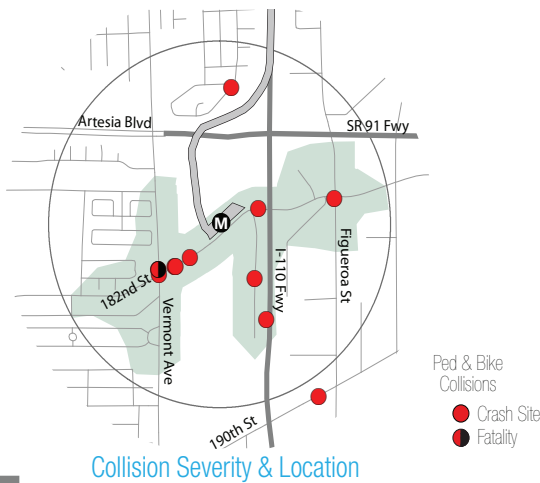 Artesia Blvd
SR 91 Fwy
M
182nd St
Vermont Ave
I-110 Fwy
Figueroa St
190th St
Ped & Bike
Collisions
Crash Site
Fatality
Collision Severity & Location